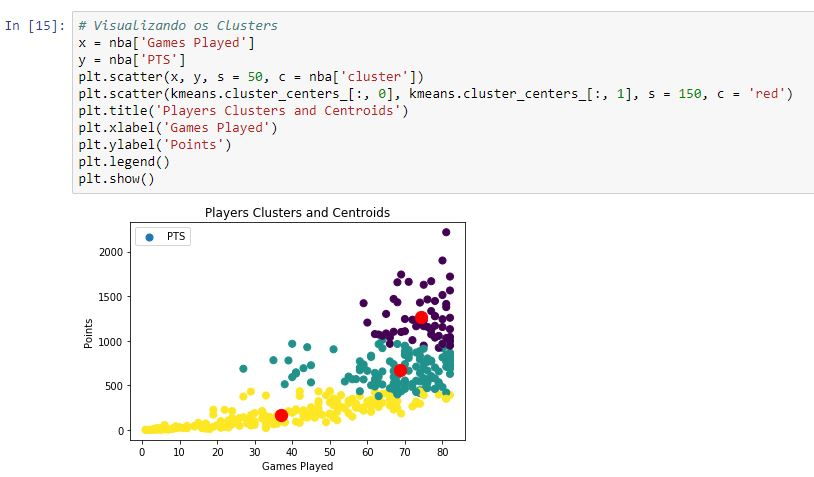 In [15]: # Visualizando os Clusters
x = nba['Games Played']
y = nba['PTS']
plt.scatter(x, y, s = 50, c = nba['cluster'])
plt.scatter(kmeans.cluster_centers_[:, 0], kmeans.cluster_centers_[:, 1], s = 150, c = 'red')
plt.title('Players Clusters and Centroids')
plt.xlabel('Games Played')
plt.ylabel('Points')
plt.legend()
plt.show()
Players Clusters and Centroids
PTS
2000
1500
1000
500
0
Points
0 10 20 30 40 50 60 70 80
Games Played